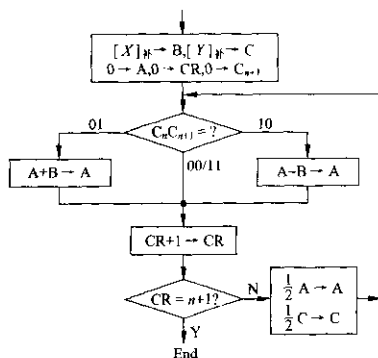 [X]补→B,[Y]补→C
0→A,0→CR,0→Cn+1
CnCn+1=?
01
10
00/11
A+B→A
A-B→A
CR+1→CR
CR=n+1?
N
Y
1/2 A→A
1/2 C→C
End